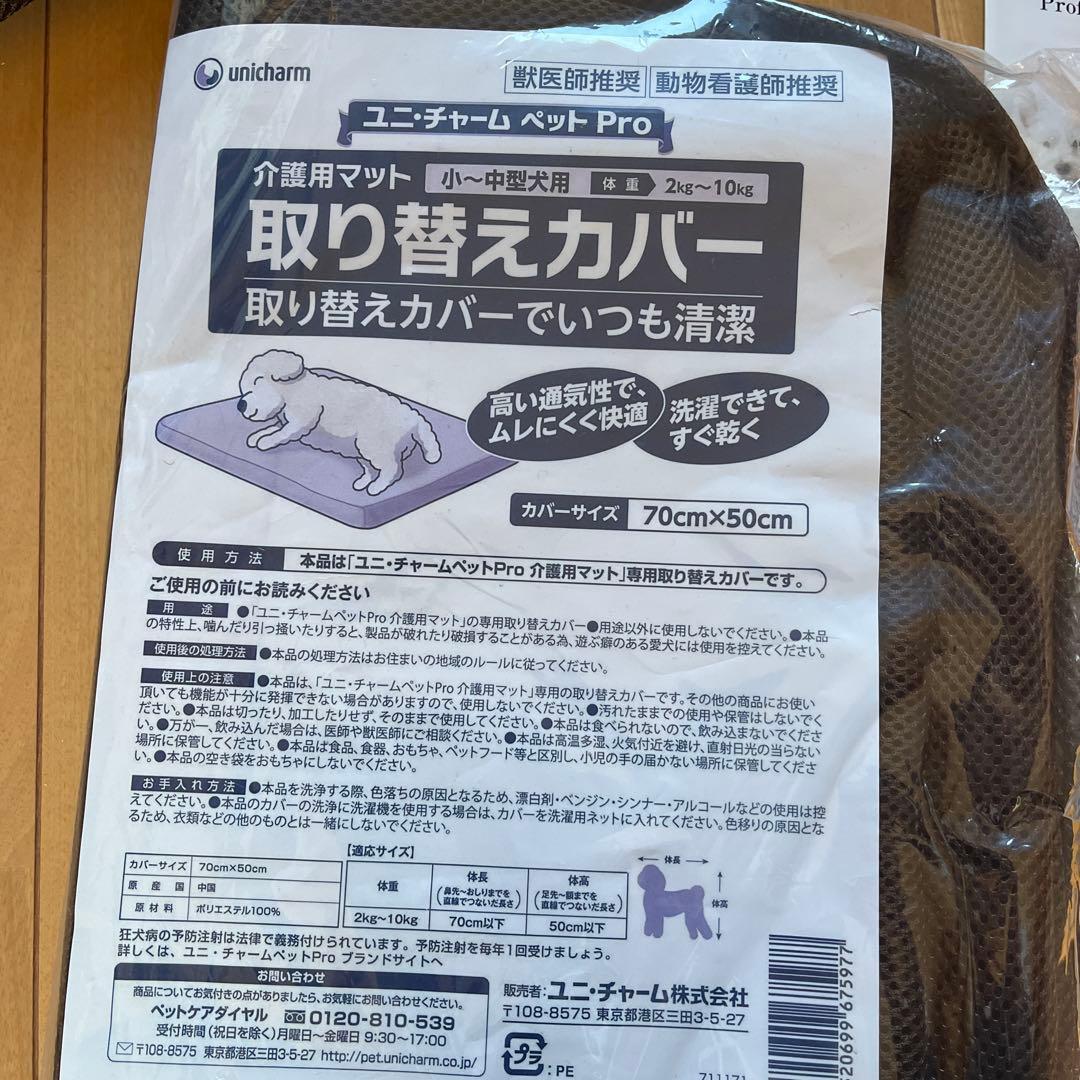 Prof
unicharm
獣医師推奨 動物看護師推奨
ユニ・チャーム ペット Pro
介護用マット 小～中型犬用 体重 2kg～10kg
取り替えカバー
取り替えカバーでいつも清潔
高い通気性で、
ムレにくく快適
洗濯できて、
すぐ乾く
カバーサイズ 70cm×50cm
使用方法 本品は「ユニ・チャームペットPro 介護用マット」専用取り替えカバーです。
ご使用の前にお読みください
用途 ●「ユニ・チャームペットPro 介護用マット」の専用取り替えカバー●用途以外に使用しないでください。●本品
の特性上、噛んだり引っ掻いたりすると、製品が破れたり破損することがある為、遊ぶ癖のある愛犬には使用を控えてください。
使用後の処理方法 ●本品の処理方法はお住まいの地域のルールに従ってください。
使用上の注意 ●本品は、「ユニ・チャームペットPro 介護用マット」専用の取り替えカバーです。その他の商品にお使い
頂いても機能が十分に発揮できない場合がありますので、使用しないでください。●汚れたままでの使用や保管はしないでく
ださい。●本品は切ったり、加工したりせず、そのままで使用してください。●本品は食べられないので、飲み込まないでくださ
い。●万が一、飲み込んだ場合は、医師や獣医師にご相談ください。●本品は高温多湿、火気付近を避け、直射日光の当らない
場所に保管してください。●本品は食品、食器、おもちゃ、ペットフード等と区別し、小児の手の届かない場所に保管してくださ
い。●本品の空き袋をおもちゃにしないでください。
お手入れ方法 ●本品を洗浄する際、色落ちの原因となるため、漂白剤・ベンジン・シンナー・アルコールなどの使用は控
えてください。●本品のカバーの洗浄に洗濯機を使用する場合は、カバーを洗濯用ネットに入れてください。色移りの原因とな
るため、衣類などの他のものとは一緒にしないでください。
カバーサイズ 70cm×50cm
原産国 中国
原材料 ポリエステル100%
【適応サイズ】
体重 体長(鼻先～おしりまでを直線でつないだ長さ) 体高(足先～額までを直線でつないだ長さ)
2kg～10kg 70cm以下 50cm以下
体長
体高
狂犬病の予防注射は法律で義務付けられています。予防注射を毎年1回受けましょう。
詳しくは、ユニ・チャームペットPro ブランドサイトへ
お問い合わせ
商品についてお気付きの点がありましたら、お気軽にお問い合わせください。
ペットケアダイヤル 0120-810-539
受付時間(祝日を除く)月曜日～金曜日 9:30～17:00
〒108-8575 東京都港区三田3-5-27 http://pet.unicharm.co.jp/
販売者:ユニ・チャーム株式会社
〒108-8575 東京都港区三田3-5-27
プラ :PE
711171
520699 675977